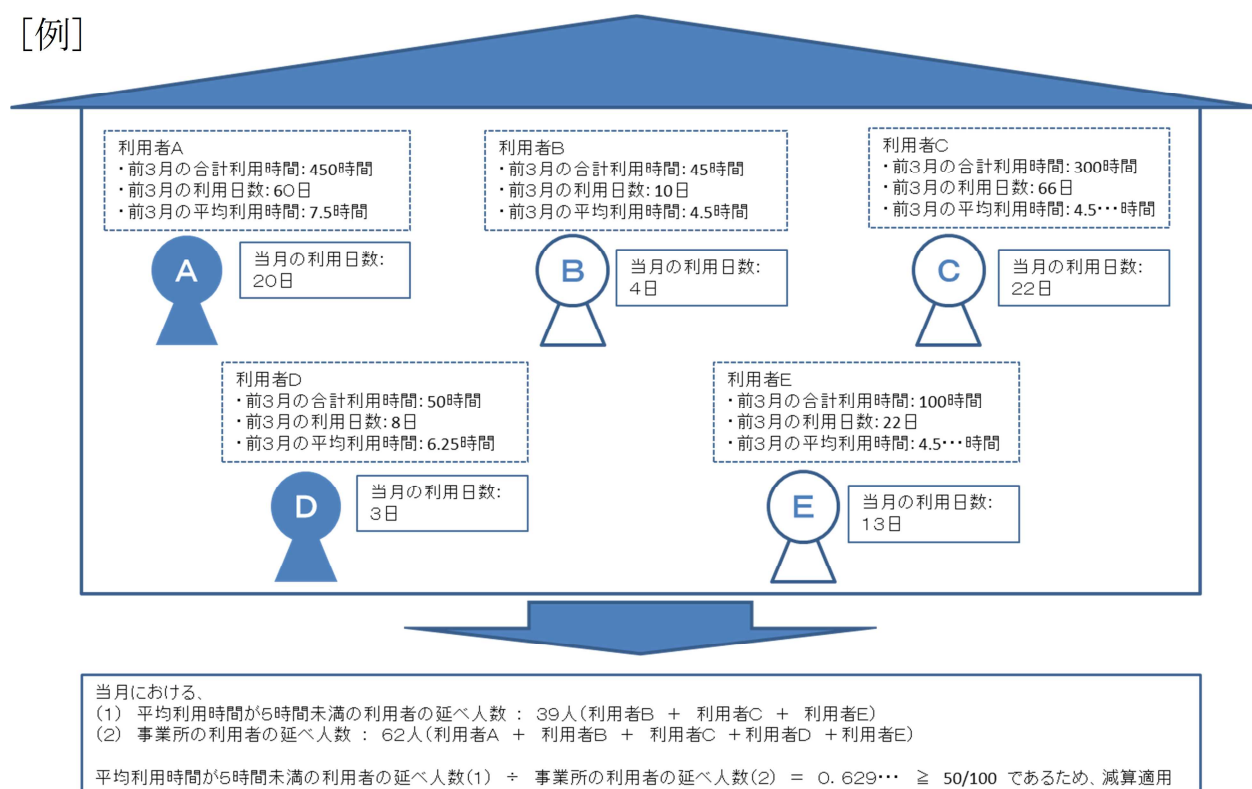 [例]
利用者A
・前3月の合計利用時間：450時間
・前3月の利用日数：60日
・前3月の平均利用時間：7.5時間
A
当月の利用日数：
20日
利用者B
・前3月の合計利用時間：45時間
・前3月の利用日数：10日
・前3月の平均利用時間：4.5時間
B
当月の利用日数：
4日
利用者C
・前3月の合計利用時間：300時間
・前3月の利用日数：66日
・前3月の平均利用時間：4.5・・・時間
C
当月の利用日数：
22日
利用者D
・前3月の合計利用時間：50時間
・前3月の利用日数：8日
・前3月の平均利用時間：6.25時間
D
当月の利用日数：
3日
利用者E
・前3月の合計利用時間：100時間
・前3月の利用日数：22日
・前3月の平均利用時間：4.5・・・時間
E
当月の利用日数：
13日
当月における、
(1) 平均利用時間が5時間未満の利用者の延べ人数 ： 39人(利用者B ＋ 利用者C ＋ 利用者E)
(2) 事業所の利用者の延べ人数 ： 62人(利用者A ＋ 利用者B ＋ 利用者C ＋利用者D ＋利用者E)
平均利用時間が5時間未満の利用者の延べ人数(1) ÷ 事業所の利用者の延べ人数(2) ＝ 0. 629・・・ ≧ 50/100 であるため、減算適用